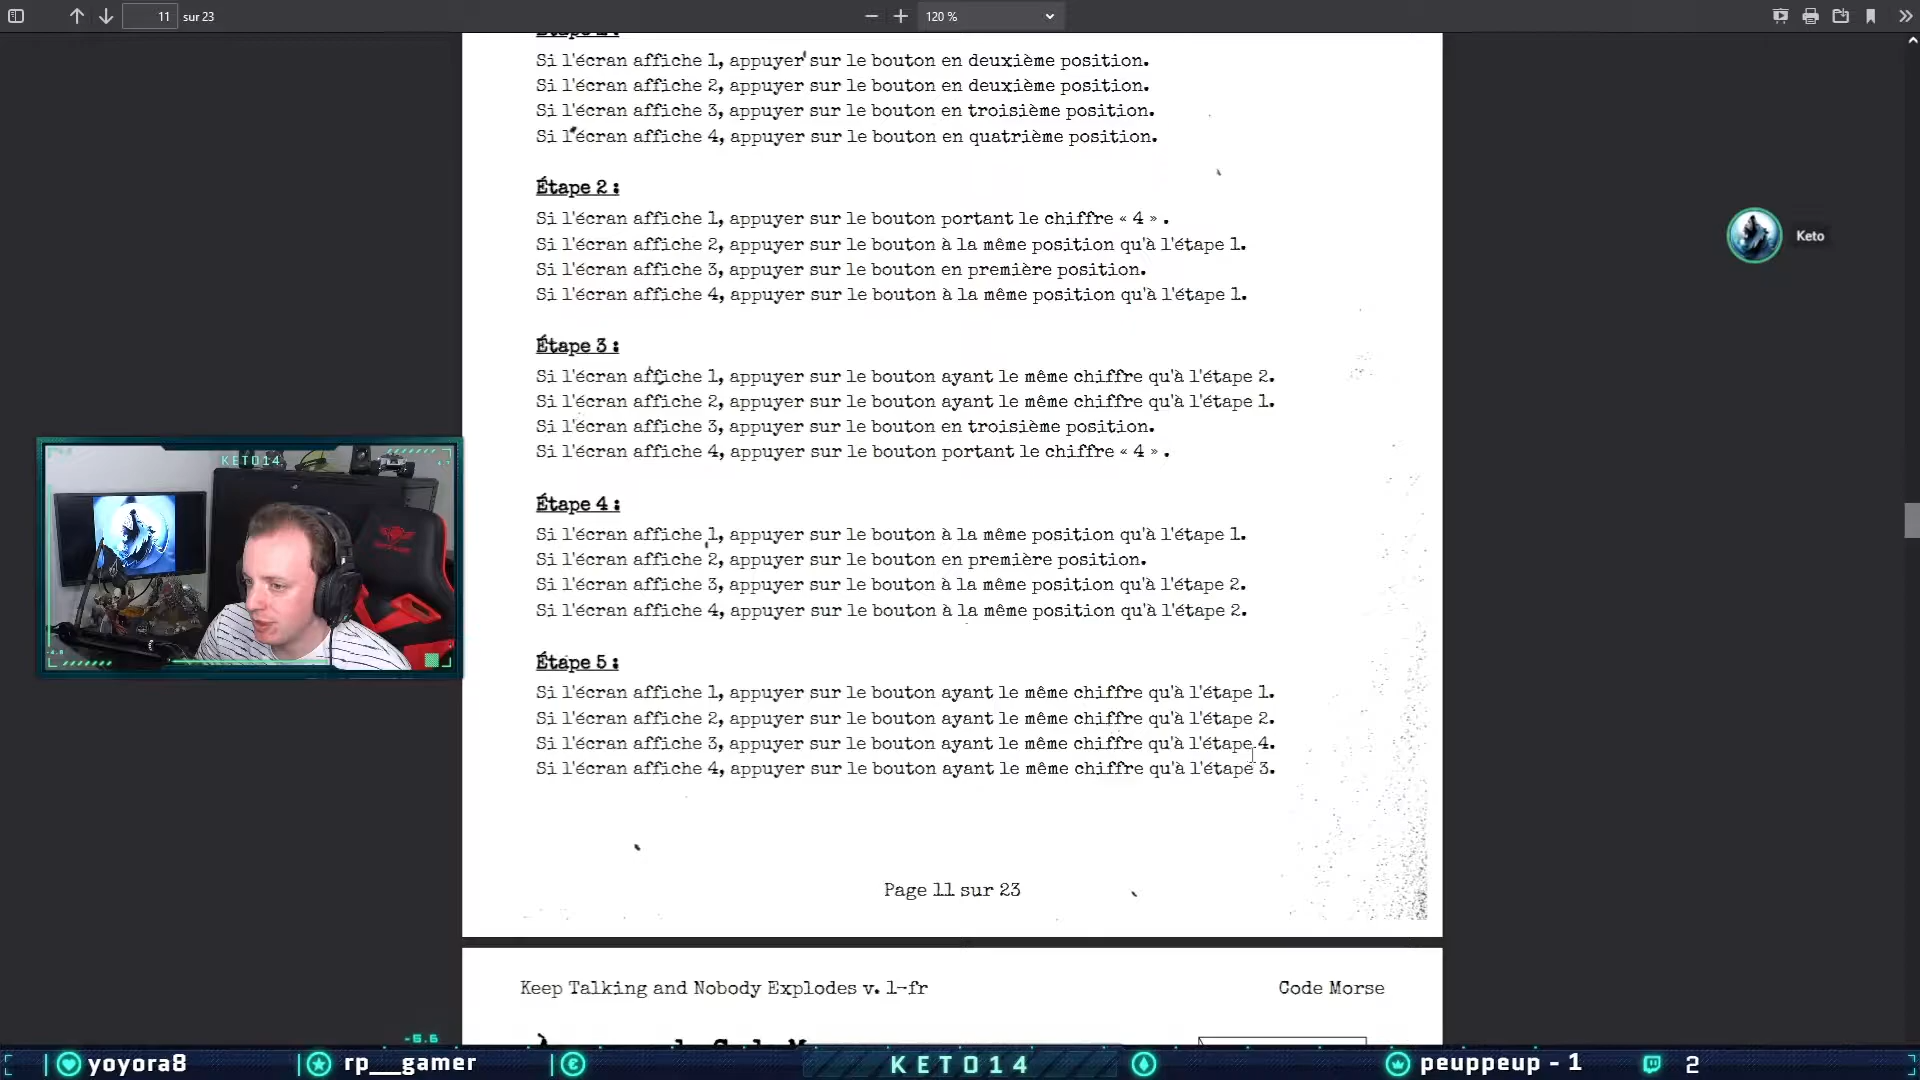 11 sur 23
120 %
Si l'écran affiche 1, appuyer sur le bouton en deuxième position.
Si l'écran affiche 2, appuyer sur le bouton en deuxième position.
Si l'écran affiche 3, appuyer sur le bouton en troisième position.
Si l'écran affiche 4, appuyer sur le bouton en quatrième position.
Étape 2 :
Si l'écran affiche 1, appuyer sur le bouton portant le chiffre « 4 » .
Si l'écran affiche 2, appuyer sur le bouton à la même position qu'à l'étape 1.
Si l'écran affiche 3, appuyer sur le bouton en première position.
Si l'écran affiche 4, appuyer sur le bouton à la même position qu'à l'étape 1.
Étape 3 :
Si l'écran affiche 1, appuyer sur le bouton ayant le même chiffre qu'à l'étape 2.
Si l'écran affiche 2, appuyer sur le bouton ayant le même chiffre qu'à l'étape 1.
Si l'écran affiche 3, appuyer sur le bouton en troisième position.
Si l'écran affiche 4, appuyer sur le bouton portant le chiffre « 4 » .
Étape 4 :
Si l'écran affiche 1, appuyer sur le bouton à la même position qu'à l'étape 1.
Si l'écran affiche 2, appuyer sur le bouton en première position.
Si l'écran affiche 3, appuyer sur le bouton à la même position qu'à l'étape 2.
Si l'écran affiche 4, appuyer sur le bouton à la même position qu'à l'étape 2.
Étape 5 :
Si l'écran affiche 1, appuyer sur le bouton ayant le même chiffre qu'à l'étape 1.
Si l'écran affiche 2, appuyer sur le bouton ayant le même chiffre qu'à l'étape 2.
Si l'écran affiche 3, appuyer sur le bouton ayant le même chiffre qu'à l'étape 4.
Si l'écran affiche 4, appuyer sur le bouton ayant le même chiffre qu'à l'étape 3.
Page 11 sur 23
Keep Talking and Nobody Explodes v. 1-fr
Code Morse
Keto
KETO14
-6.6
yoyora8
rp__gamer
KETO14
peuppeup - 1
2